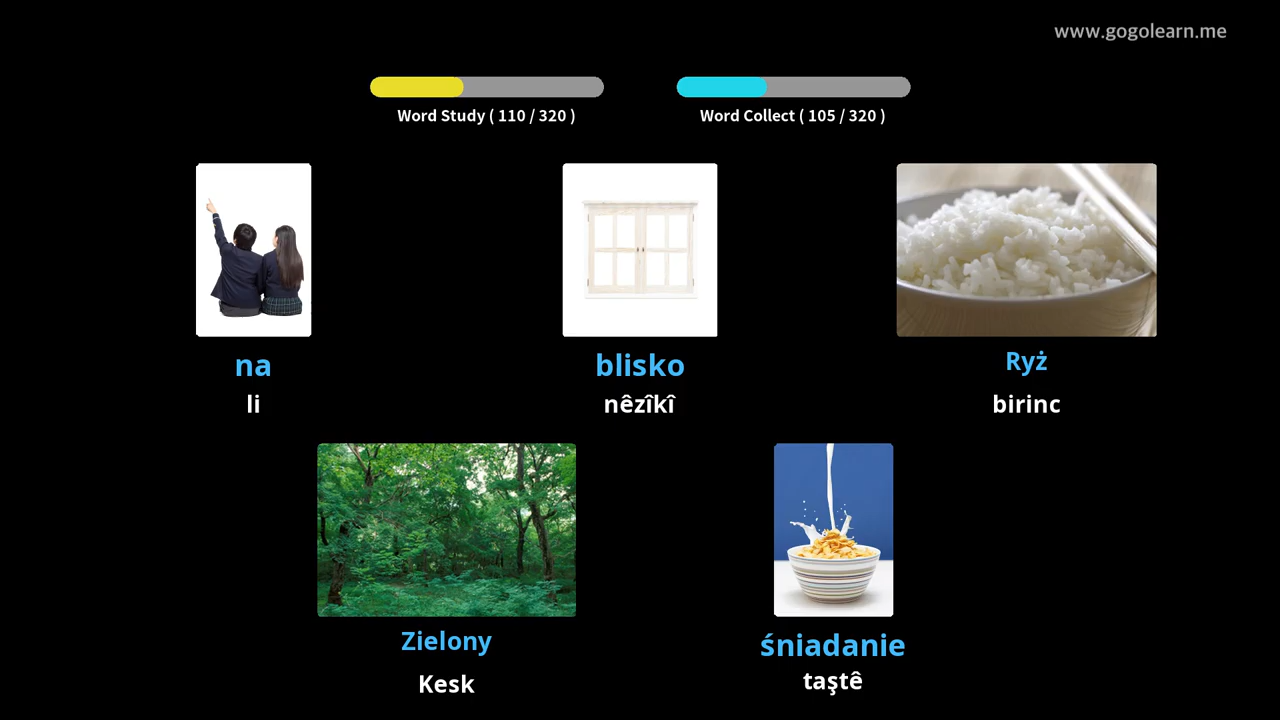 www.gogolearn.me
Word Study ( 110 / 320 )
Word Collect ( 105 / 320 )
na
li
blisko
nêzîkî
Ryż
birinc
Zielony
Kesk
śniadanie
taştê